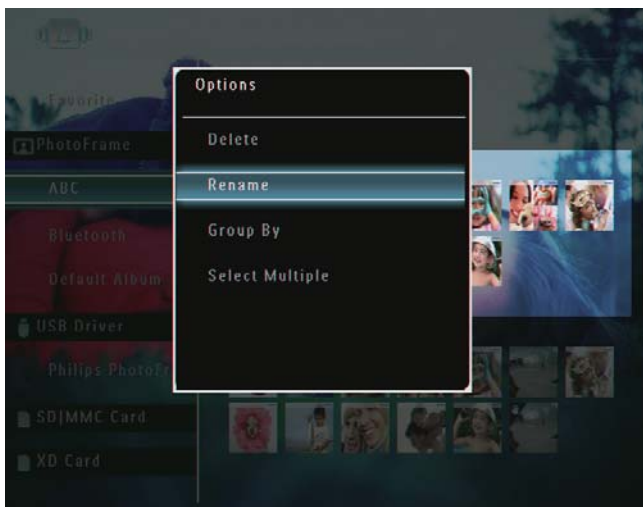 Favorite
PhotoFrame
ABC
Bluetooth
Default Album
USB Driver
Philips PhotoFr
SD|MMC Card
XD Card
Options
Delete
Rename
Group By
Select Multiple